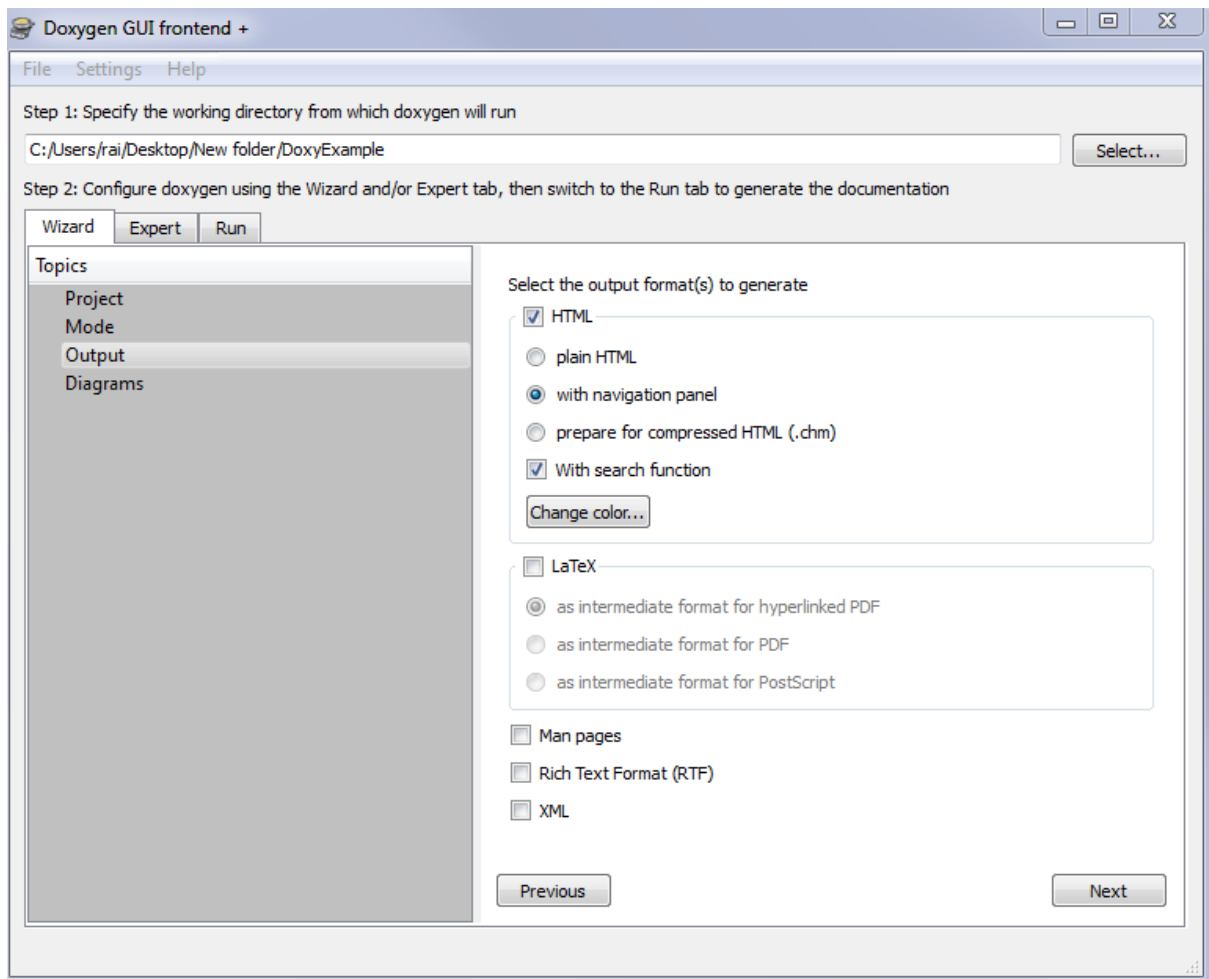 Doxygen GUI frontend +
File Settings Help
Step 1: Specify the working directory from which doxygen will run
C:/Users/rai/Desktop/New folder/DoxyExample
Select...
Step 2: Configure doxygen using the Wizard and/or Expert tab, then switch to the Run tab to generate the documentation
Wizard Expert Run
Topics
Project
Mode
Output
Diagrams
Select the output format(s) to generate
HTML
plain HTML
with navigation panel
prepare for compressed HTML (.chm)
With search function
Change color...
LaTeX
as intermediate format for hyperlinked PDF
as intermediate format for PDF
as intermediate format for PostScript
Man pages
Rich Text Format (RTF)
XML
Previous
Next